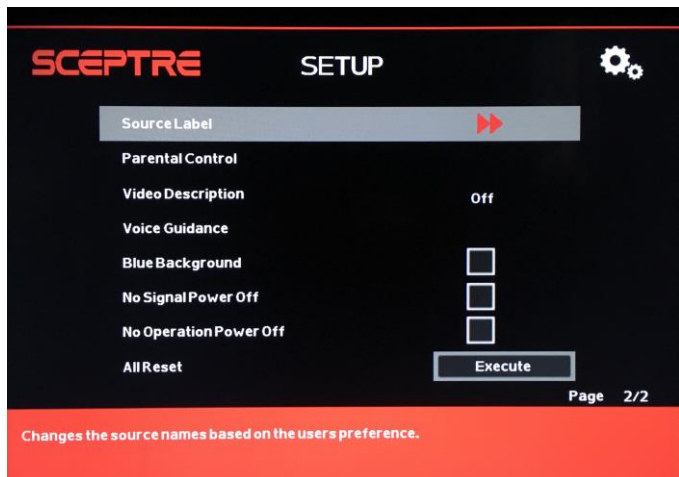 SCEPTRE SETUP
Source Label
Parental Control
Video Description Off
Voice Guidance
Blue Background
No Signal Power Off
No Operation Power Off
All Reset Execute
Page 2/2
Changes the source names based on the users preference.